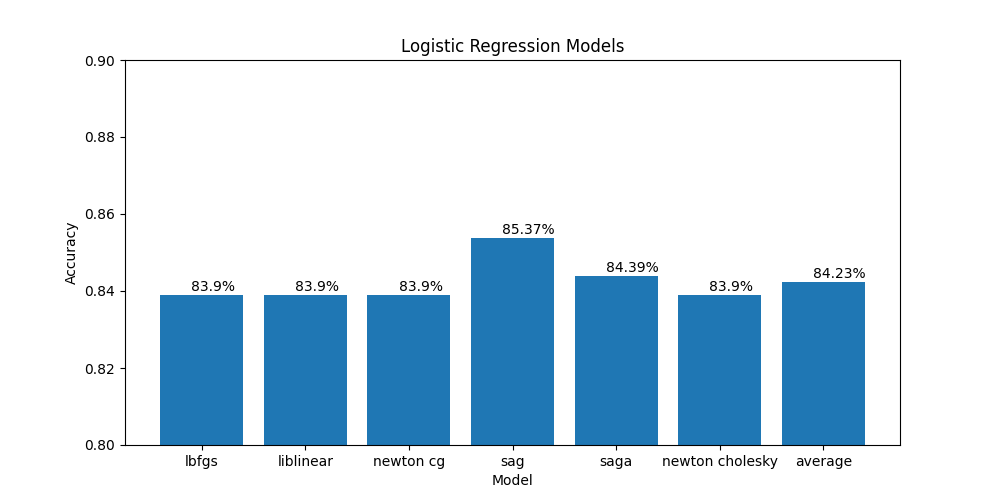 Logistic Regression Models
0.90
0.88
0.86
0.84
0.82
0.80
Accuracy
83.9%
83.9%
83.9%
85.37%
84.39%
83.9%
84.23%
lbfgs
liblinear
newton cg
sag
saga
newton cholesky
average
Model